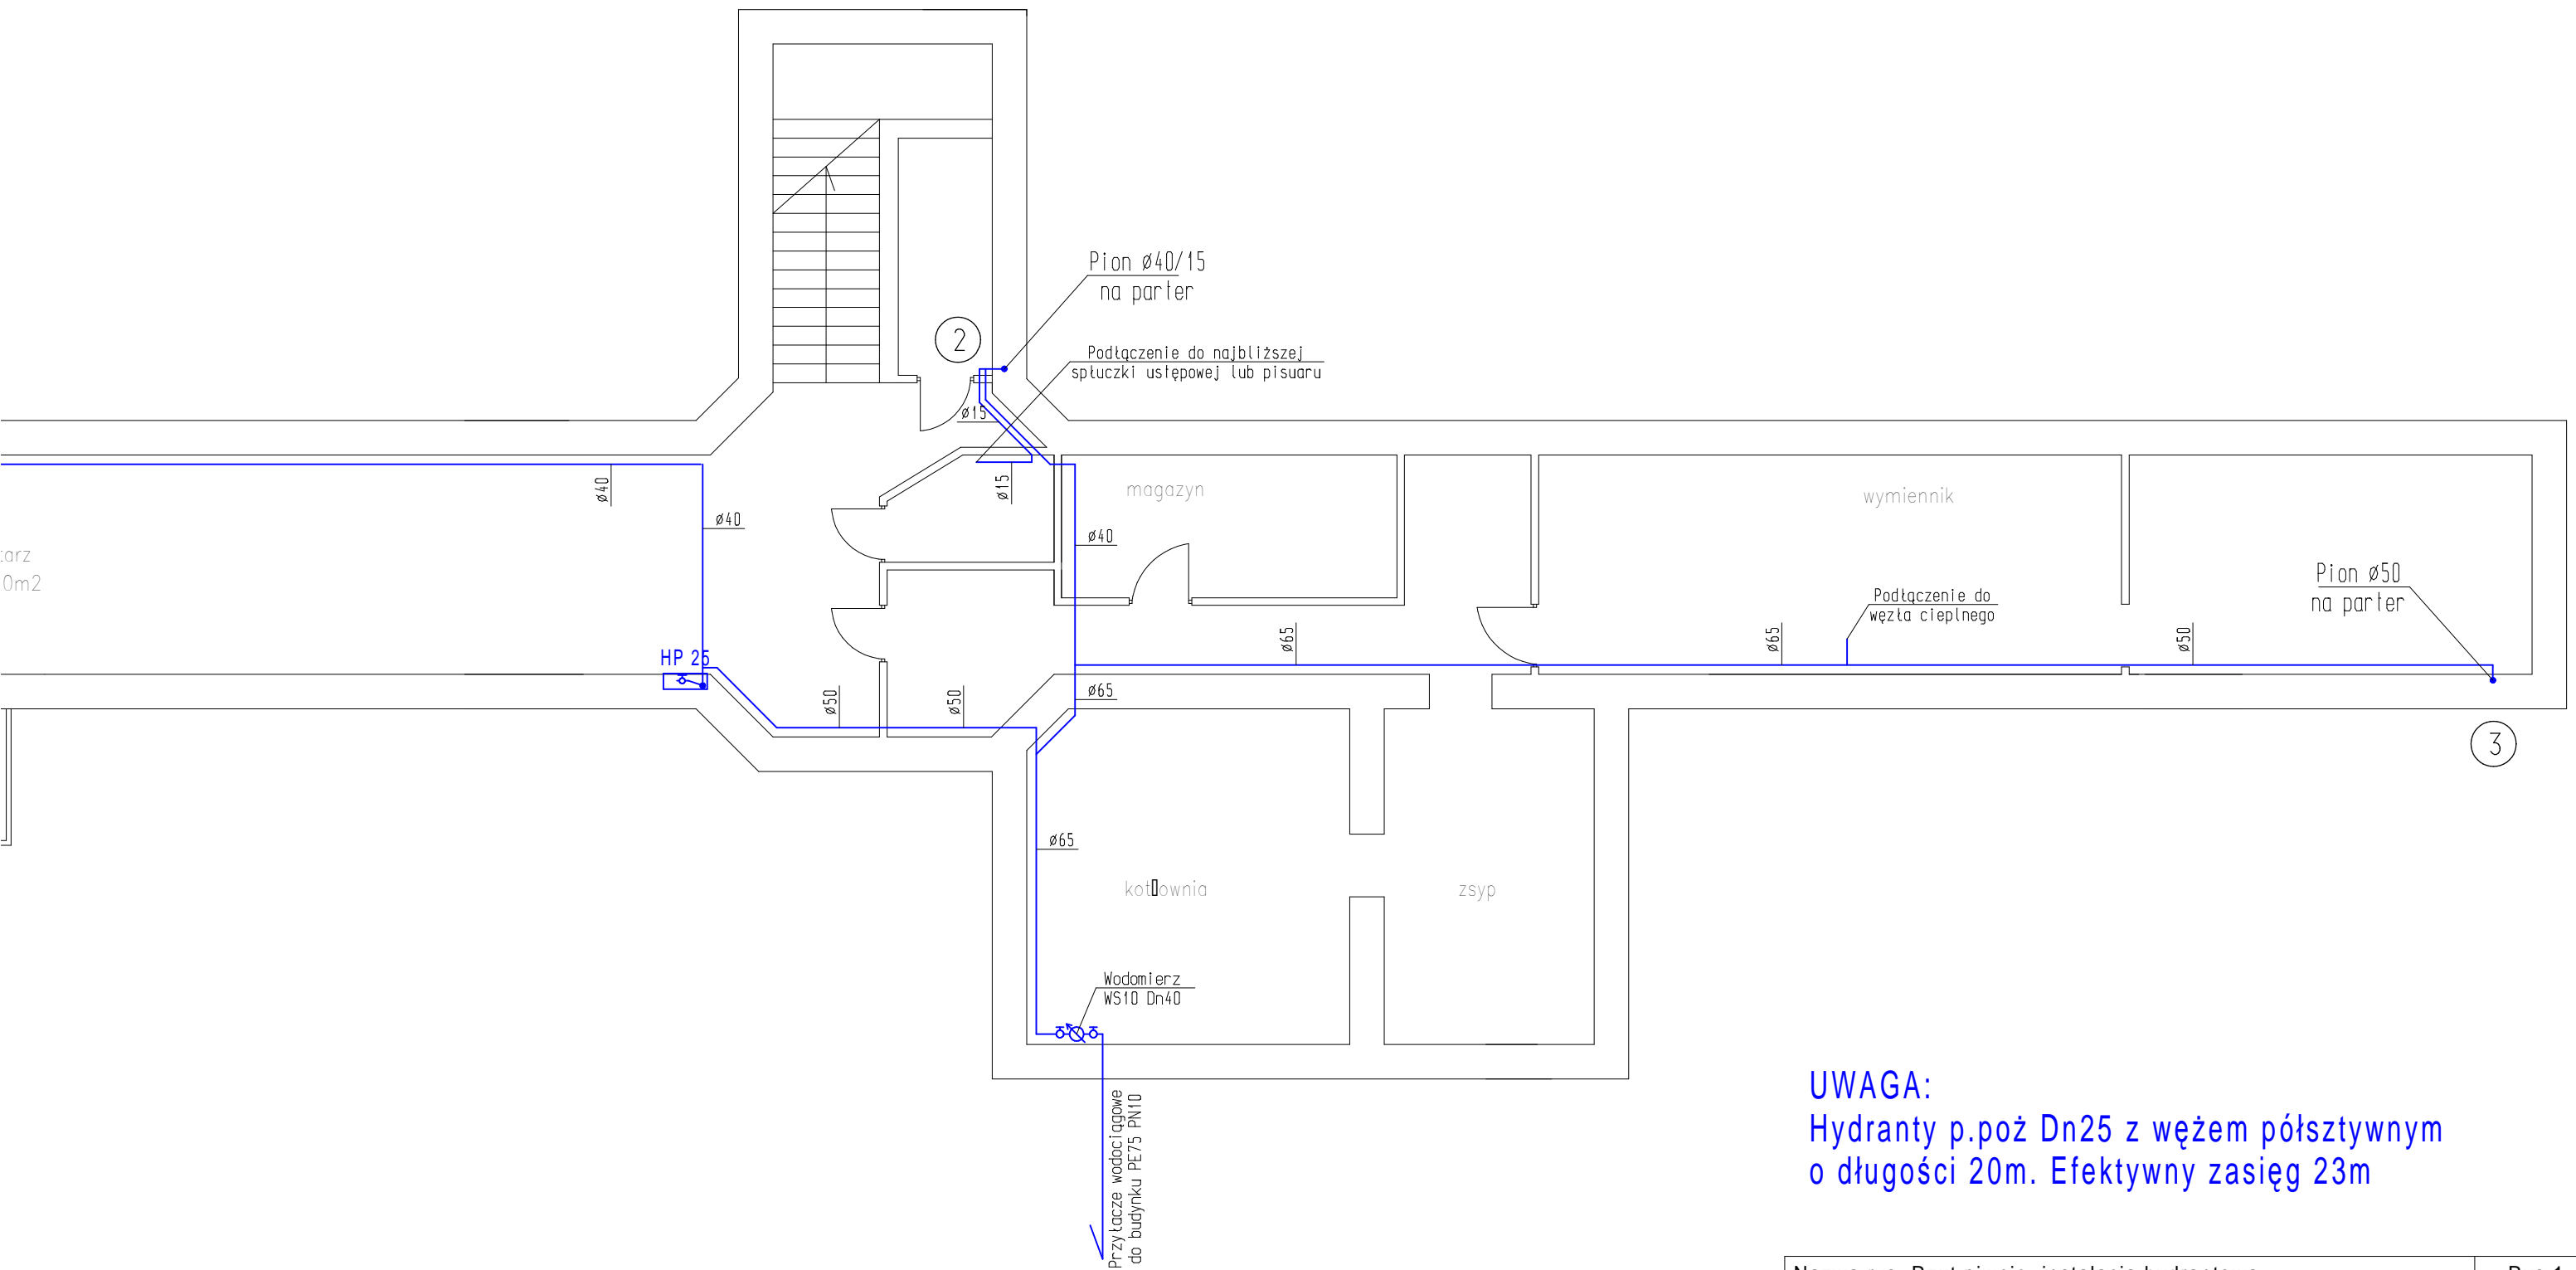 Pion ø40/15
na parter
2
Podłączenie do najbliższej
spłuczki ustępowej lub pisuaru
ø15
ø15
ø40
ø40
ø40
magazyn
wymiennik
0m2
HP 25
Podłączenie do
węzła cieplnego
Pion ø50
na parter
ø65
ø65
ø50
ø50
ø50
ø65
3
ø65
zsyp
Wodomierz
WS10 Dn40
Przyłacze wodociągowe
do budynku PE75 PN10
UWAGA:
Hydranty p.poż Dn25 z wężem półsztywnym
o długości 20m. Efektywny zasięg 23m